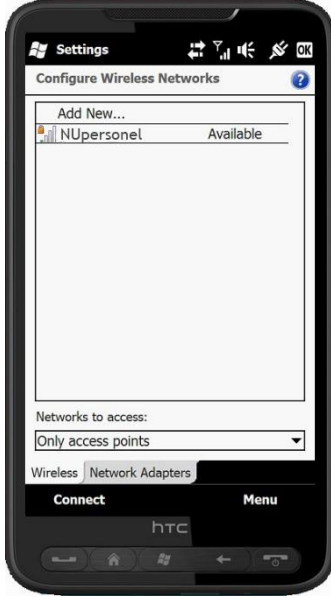 Settings
OK
Configure Wireless Networks
?
Add New...
NUpersonel Available
Networks to access:
Only access points
Wireless Network Adapters
Connect Menu
hTC